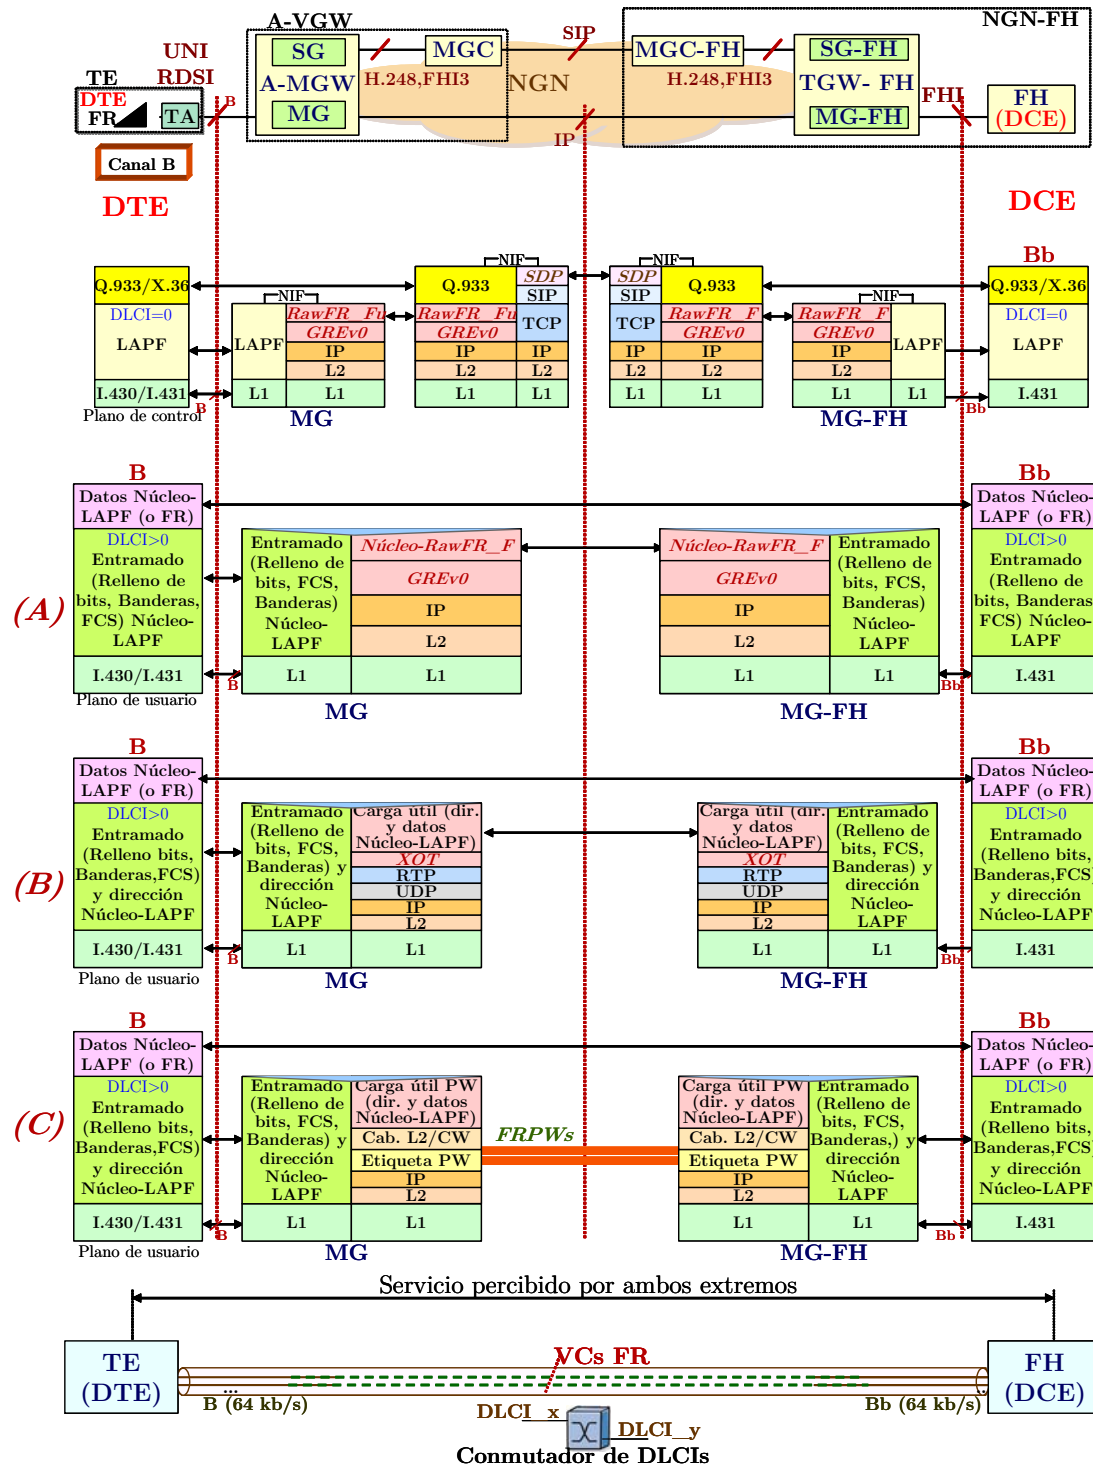 A-VGW
NGN-FH
UNI
RDSI
SIP
SG
MGC
MGC-FH
SG-FH
TE
DTE
FR
TA
B
A-MGW
H.248,FHI3
NGN
H.248,FHI3
TGW- FH
FHI
FH
(DCE)
MG
MG-FH
IP
Canal B
DTE
DCE
Bb
NIF
NIF
Q.933/X.36
Q.933
SDP
SDP
Q.933
Q.933/X.36
DLCI=0
NIF
SIP
SIP
NIF
DLCI=0
LAPF
LAPF
RawFR_Fu
RawFR_Fu
TCP
TCP
RawFR_F
RawFR_F
LAPF
LAPF
GREv0
GREv0
GREv0
GREv0
IP
IP
IP
IP
IP
IP
L2
L2
L2
L2
L2
L2
I.430/I.431
B
L1
L1
L1
L1
L1
L1
L1
L1
Bb
I.431
Plano de control
MG
MG-FH
B
Bb
Datos Núcleo-
LAPF (o FR)
Datos Núcleo-
LAPF (o FR)
(A)
DLCI>0
Entramado
(Relleno de
bits, Banderas,
FCS) Núcleo-
LAPF
Entramado
(Relleno de
bits, FCS,
Banderas)
Núcleo-
LAPF
Núcleo-RawFR_F
GREv0
IP
L2
Núcleo-RawFR_F
GREv0
IP
L2
Entramado
(Relleno de
bits, FCS,
Banderas)
Núcleo-
LAPF
DLCI>0
Entramado
(Relleno de
bits, Banderas
FCS) Núcleo-
LAPF
I.430/I.431
B
L1
L1
L1
L1
Bb
I.431
Plano de usuario
MG
MG-FH
B
Bb
Datos Núcleo-
LAPF (o FR)
Datos Núcleo-
LAPF (o FR)
(B)
DLCI>0
Entramado
(Relleno bits,
Banderas,FCS)
y dirección
Núcleo-LAPF
Entramado
(Relleno de
bits, FCS,
Banderas) y
dirección
Núcleo-
LAPF
Carga útil (dir.
y datos
Núcleo-LAPF)
XOT
RTP
UDP
IP
L2
Carga útil (dir.
y datos
Núcleo-LAPF)
XOT
RTP
UDP
IP
L2
Entramado
(Relleno de
bits, FCS,
Banderas) y
dirección
Núcleo-
LAPF
DLCI>0
Entramado
(Relleno bits,
Banderas,FCS)
y dirección
Núcleo-LAPF
I.430/I.431
B
L1
L1
L1
L1
Bb
I.431
Plano de usuario
MG
MG-FH
B
Bb
Datos Núcleo-
LAPF (o FR)
Datos Núcleo-
LAPF (o FR)
(C)
DLCI>0
Entramado
(Relleno bits,
Banderas,FCS)
y dirección
Núcleo-LAPF
Entramado
(Relleno de
bits, FCS,
Banderas) y
dirección
Núcleo-
LAPF
Carga útil PW
(dir. y datos
Núcleo-LAPF)
Cab. L2/CW
Etiqueta PW
IP
L2
FRPWs
Carga útil PW
(dir. y datos
Núcleo-LAPF)
Cab. L2/CW
Etiqueta PW
IP
L2
Entramado
(Relleno de
bits, FCS,
Banderas,) y
dirección
Núcleo-
LAPF
DLCI>0
Entramado
(Relleno bits,
Banderas,FCS)
y dirección
Núcleo-LAPF
I.430/I.431
B
L1
L1
L1
L1
Bb
I.431
Plano de usuario
MG
MG-FH
Servicio percibido por ambos extremos
TE
(DTE)
VCs FR
FH
(DCE)
...
...
B (64 kb/s)
Bb (64 kb/s)
DLCI_x
DLCI_y
Conmutador de DLCIs